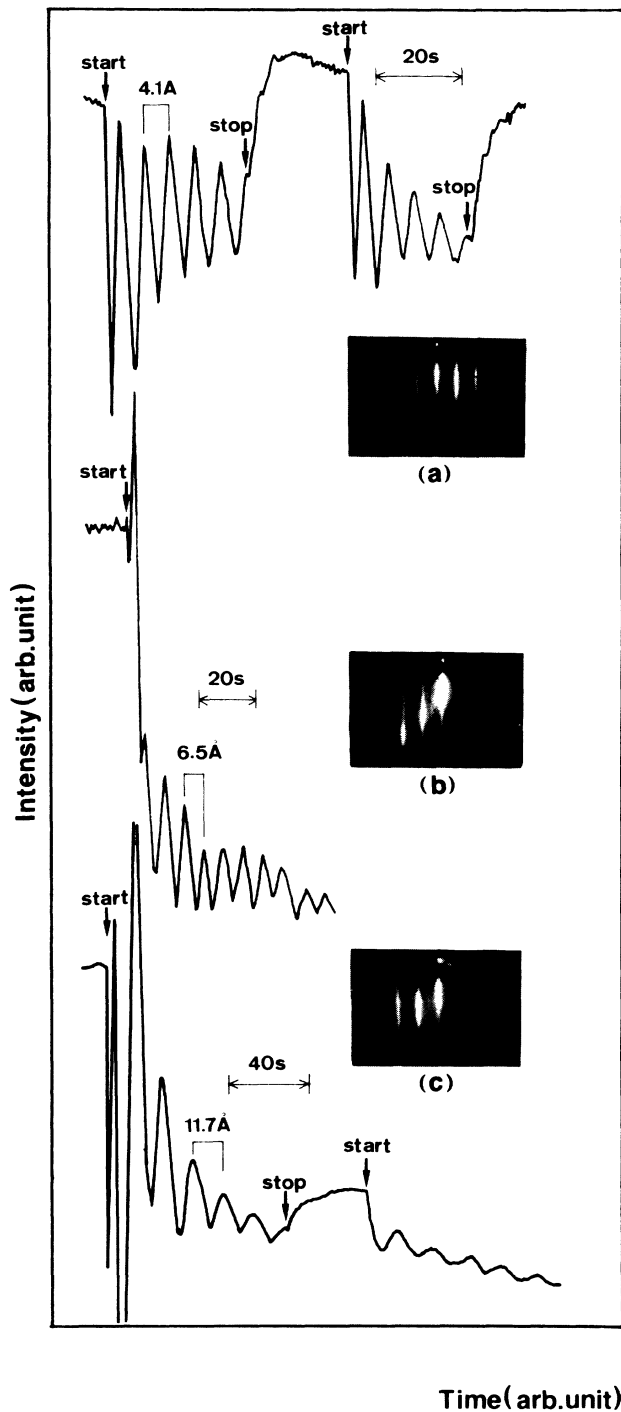 start
start
20s
4.1A
stop
stop
(a)
start
20s
6.5Å
(b)
start
(c)
40s
11.7Å
start
stop
Intensity(arb.unit)
Time(arb.unit)